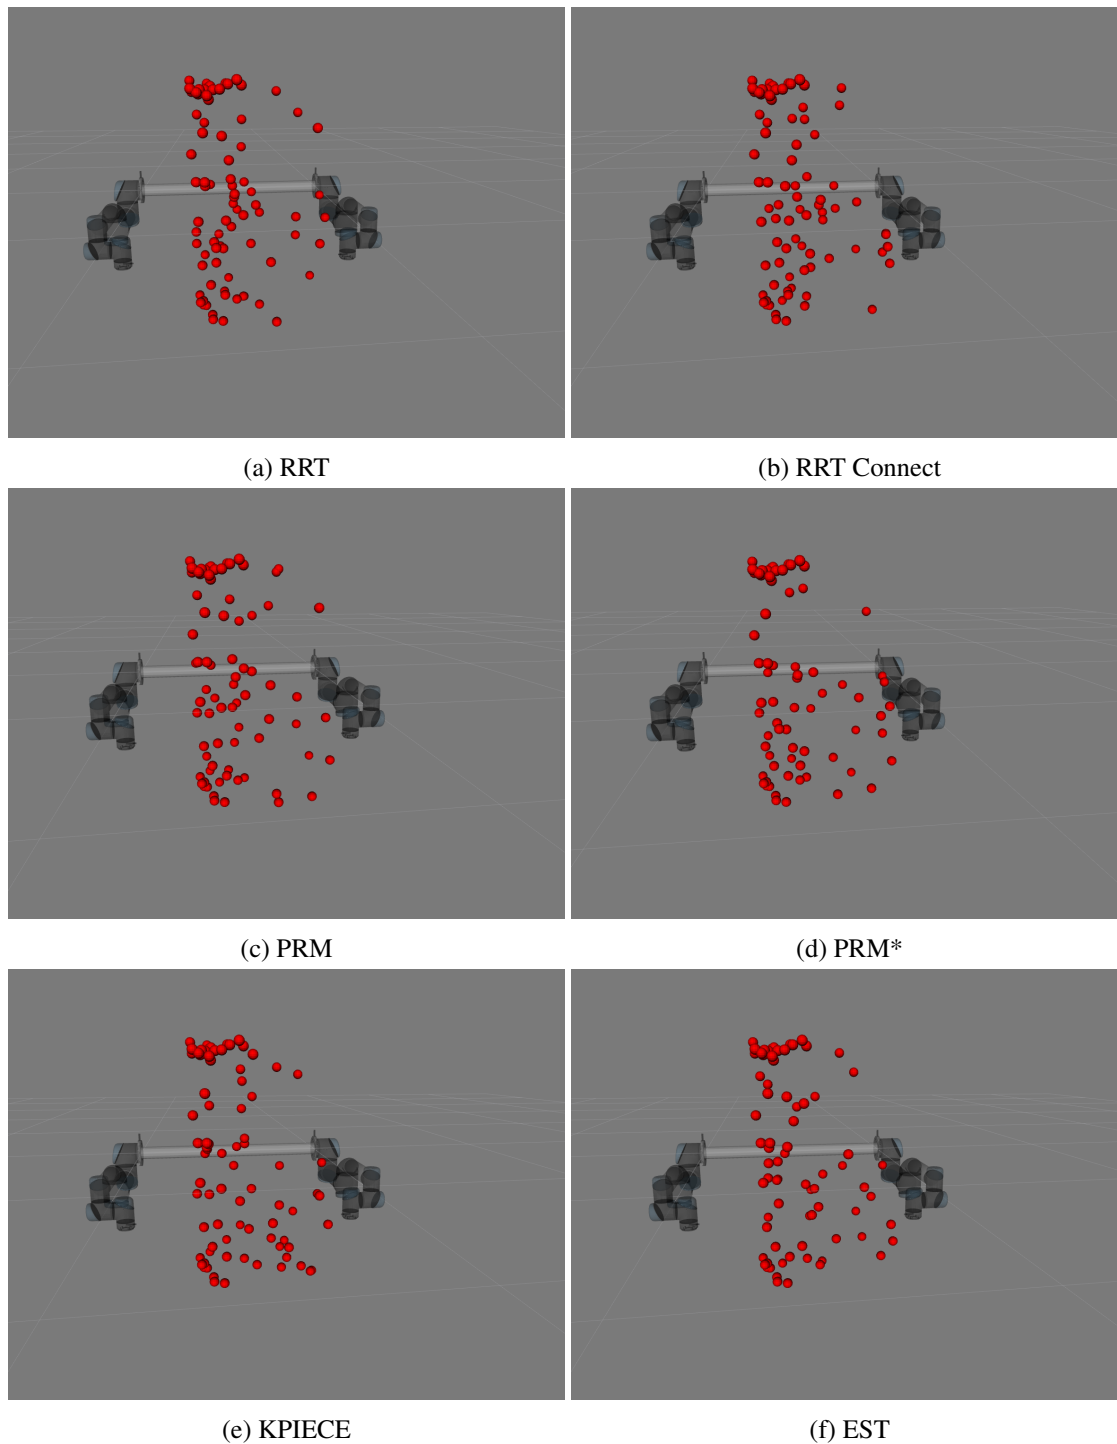 (a) RRT
(b) RRT Connect
(c) PRM
(d) PRM*
(e) KPIECE
(f) EST